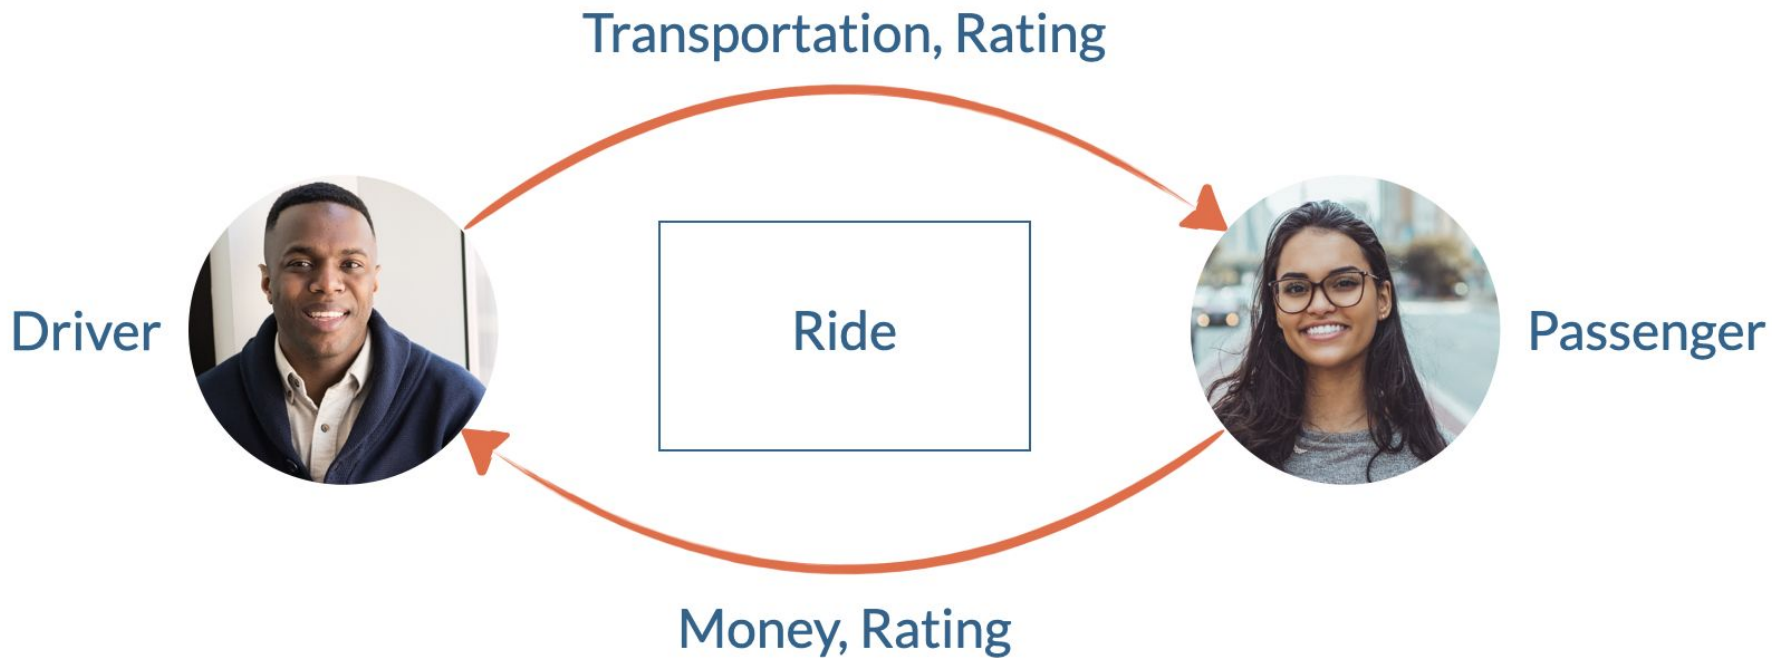 Transportation, Rating
Driver
Ride
Passenger
Money, Rating